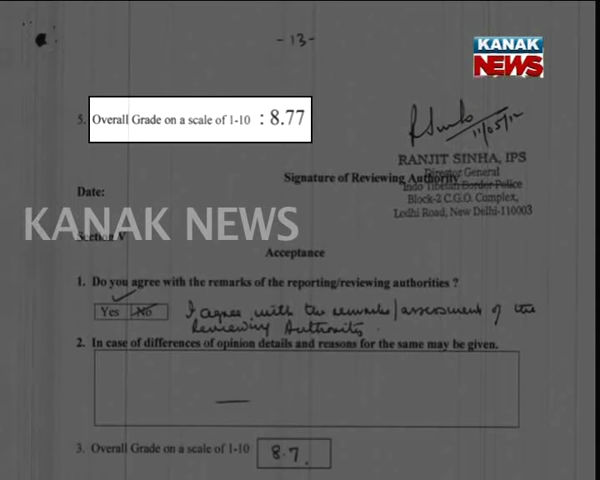 - 13 -
KANAK
NEWS
5. Overall Grade on a scale of 1-10 : 8.77
11/05/12
RANJIT SINHA, IPS
Director General
Signature of Reviewing Authority
Indo Tibetan Border Police
Date:
Block-2 C.G.O. Complex,
Lodhi Road, New Delhi-110003
KANAK NEWS
Section V
Acceptance
1. Do you agree with the remarks of the reporting/reviewing authorities ?
Yes No I agree with the remarks/assessment of the
Reviewing Authority.
2. In case of differences of opinion details and reasons for the same may be given.
3. Overall Grade on a scale of 1-10 8.7.